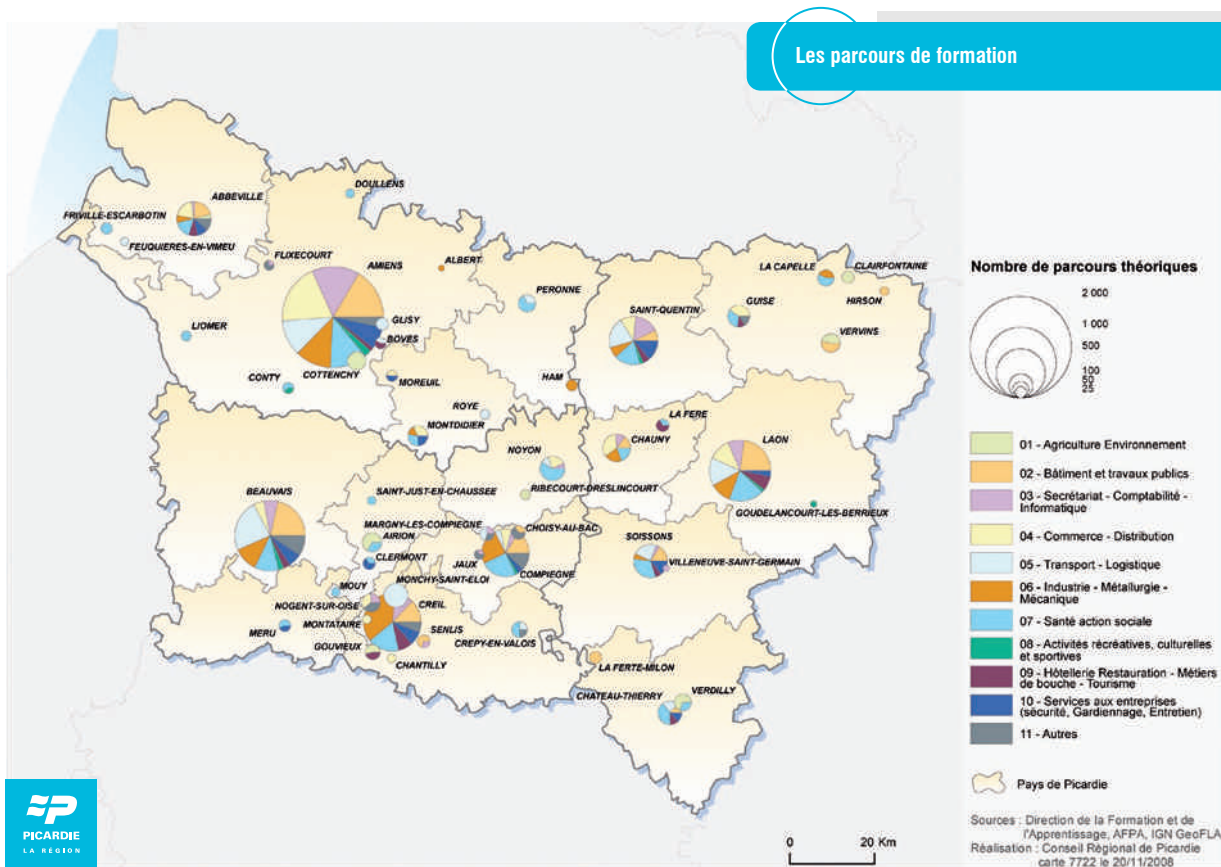 Les parcours de formation
DOULLENS
ABBEVILLE
FRIVILLE-ESCARBOTIN
FEUQUIERES-EN-VIMEU
FLIXECOURT
AMIENS
ALBERT
LA CAPELLE
CLAIRFONTAINE
HIRSON
PERONNE
SAINT-QUENTIN
GUISE
VERVINS
LIOMER
GLISY
BOVES
COTTENCHY
CONTY
MOREUIL
HAM
ROYE
MONTDIDIER
LA FERE
CHAUNY
LAON
NOYON
BEAUVAIS
SAINT-JUST-EN-CHAUSSEE
RIBECOURT-DRESLINCOURT
GOUDELANCOURT-LES-BERRIEUX
MARGNY-LES-COMPIEGNE
CHOISY-AU-BAC
AIRION
SOISSONS
CLERMONT
JAUX
VILLENEUVE-SAINT-GERMAIN
COMPIEGNE
MOUY
MONCHY-SAINT-ELOI
NOGENT-SUR-OISE
CREIL
MONTATAIRE
MERU
SENLIS
CREPY-EN-VALOIS
GOUVIEUX
CHANTILLY
LA FERTE-MILON
CHATEAU-THIERRY
VERDILLY
Nombre de parcours théoriques
2 000
1 000
500
100
50
25
01 - Agriculture Environnement
02 - Bâtiment et travaux publics
03 - Secrétariat - Comptabilité -
Informatique
04 - Commerce - Distribution
05 - Transport - Logistique
06 - Industrie - Métallurgie -
Mécanique
07 - Santé action sociale
08 - Activités récréatives, culturelles
et sportives
09 - Hôtellerie Restauration - Métiers
de bouche - Tourisme
10 - Services aux entreprises
(sécurité, Gardiennage, Entretien)
11 - Autres
Pays de Picardie
Sources : Direction de la Formation et de
l'Apprentissage, AFPA, IGN GeoFLA
Réalisation : Conseil Régional de Picardie
carte 7722 le 20/11/2008
0 20 Km
PICARDIE
LA RÉGION